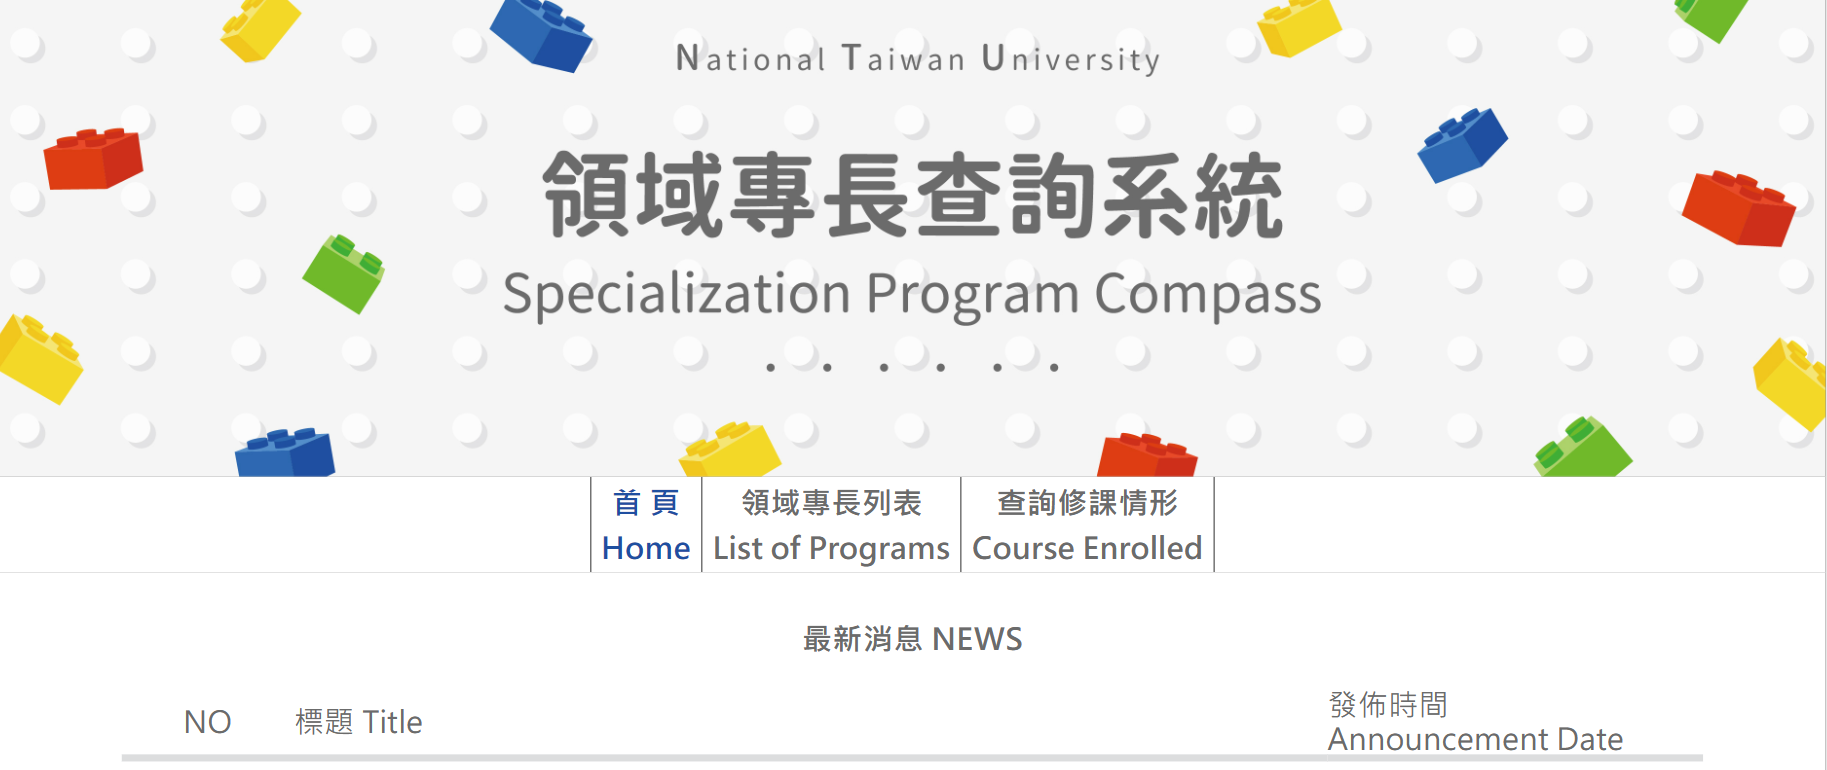 National Taiwan University
領域專長查詢系統
Specialization Program Compass
首 頁
Home
領域專長列表
List of Programs
查詢修課情形
Course Enrolled
最新消息 NEWS
NO
標題 Title
發佈時間
Announcement Date